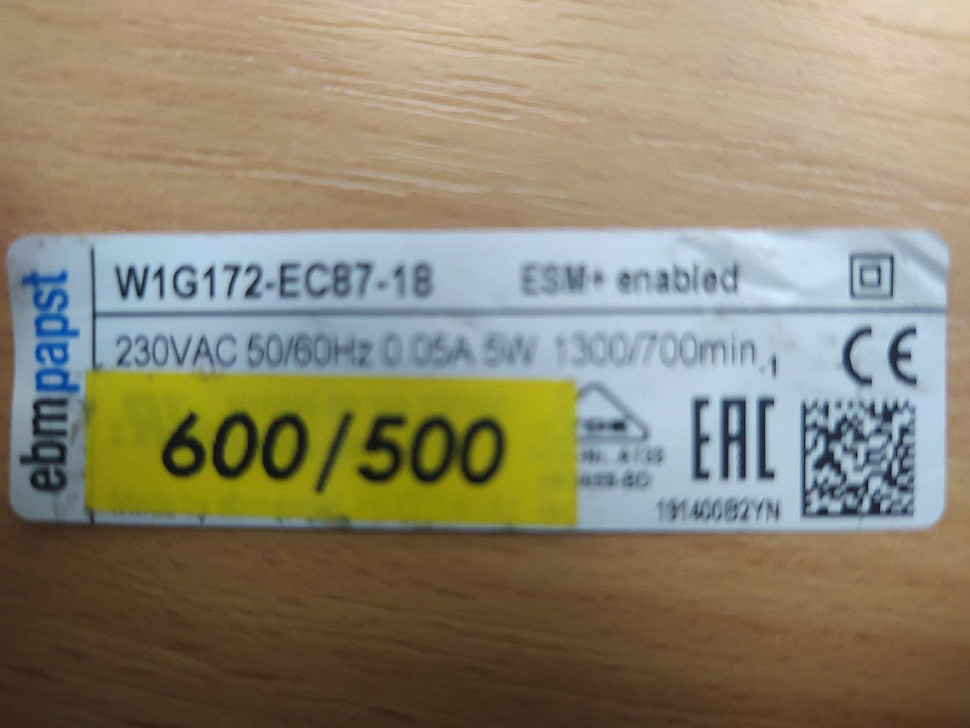 ebmpapst
W1G172-EC87-18 ESM+ enabled
230VAC 50/60Hz 0.05A 5W 1300/700min-1
CE
600/500
EAC
191400B2YN